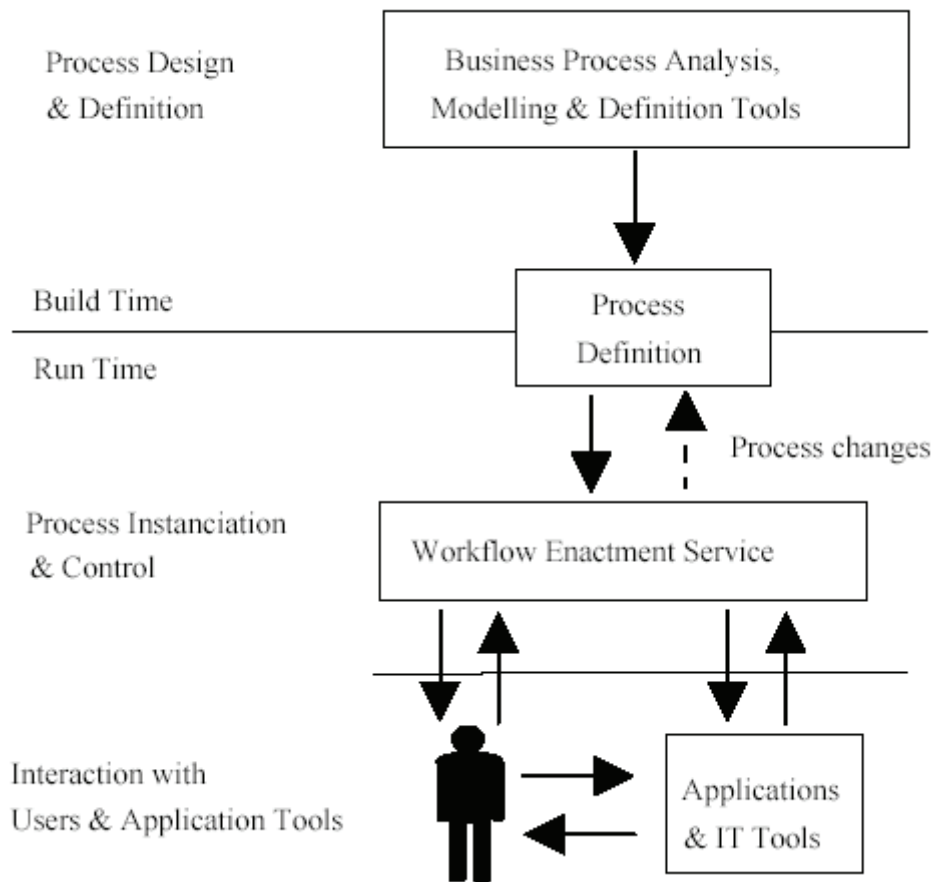 Process Design
& Definition
Business Process Analysis,
Modelling & Definition Tools
Build Time
Process
Definition
Run Time
Process changes
Process Instanciation
& Control
Workflow Enactment Service
Interaction with
Users & Application Tools
Applications
& IT Tools